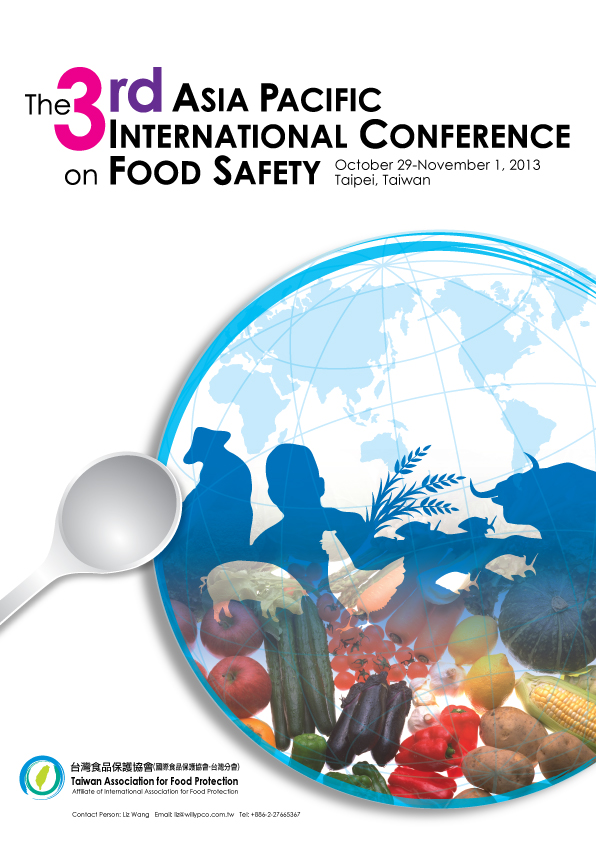 The 3rd ASIA PACIFIC
INTERNATIONAL CONFERENCE
on FOOD SAFETY
October 29-November 1, 2013
Taipei, Taiwan
台灣食品保護協會(國際食品保護協會-台灣分會)
Taiwan Association for Food Protection
Affiliate of International Association for Food Protection
Contact Person: Liz Wang Email: liz@willypco.com.tw Tel: +886-2-27665367